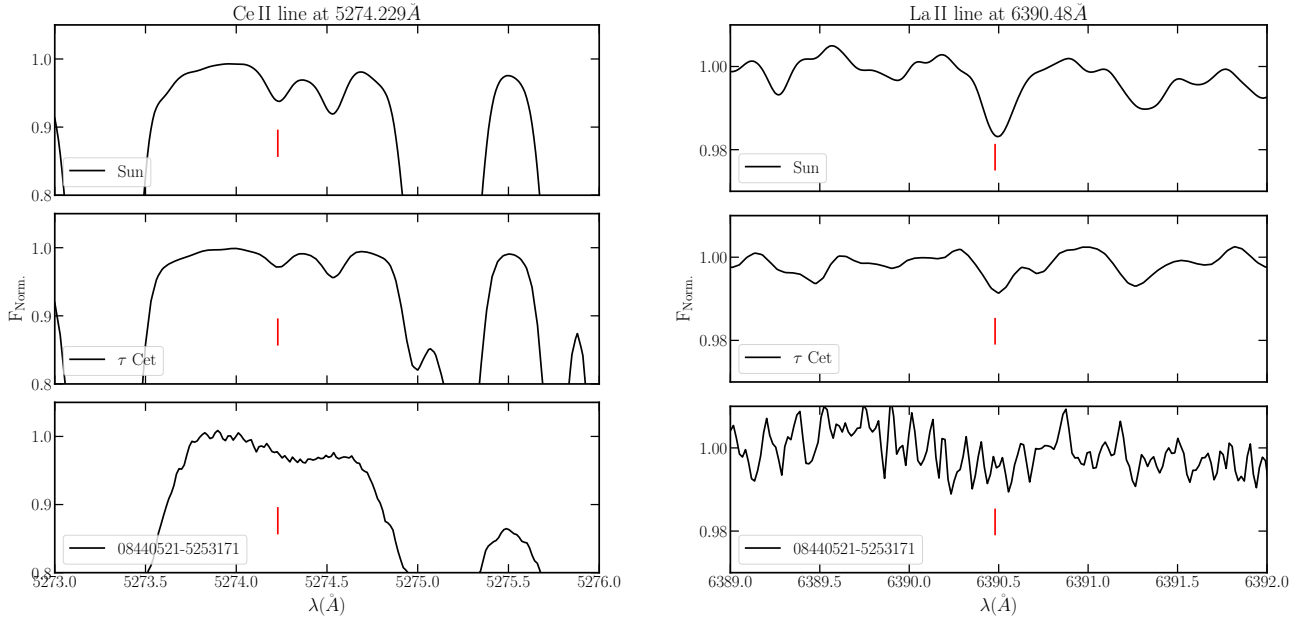 Ce II line at 5274.229Å
1.0
0.9
0.8
Sun
1.0
0.9
0.8
F_Norm.
τ Cet
1.0
0.9
0.8
08440521-5253171
5273.0 5273.5 5274.0 5274.5 5275.0 5275.5 5276.0
λ(Å)
La II line at 6390.48Å
1.00
0.98
Sun
1.00
0.98
F_Norm.
τ Cet
1.00
0.98
08440521-5253171
6389.0 6389.5 6390.0 6390.5 6391.0 6391.5 6392.0
λ(Å)